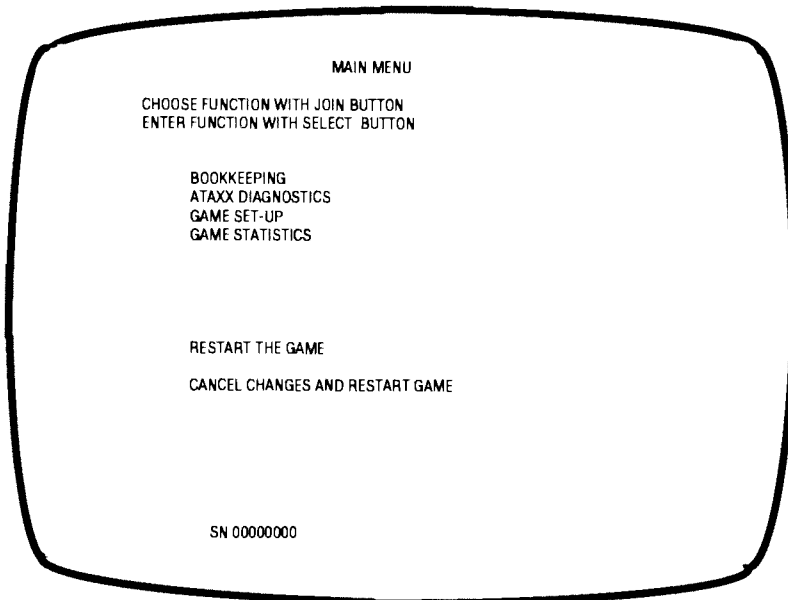 MAIN MENU
CHOOSE FUNCTION WITH JOIN BUTTON
ENTER FUNCTION WITH SELECT BUTTON
BOOKKEEPING
ATAXX DIAGNOSTICS
GAME SET-UP
GAME STATISTICS
RESTART THE GAME
CANCEL CHANGES AND RESTART GAME
SN 00000000